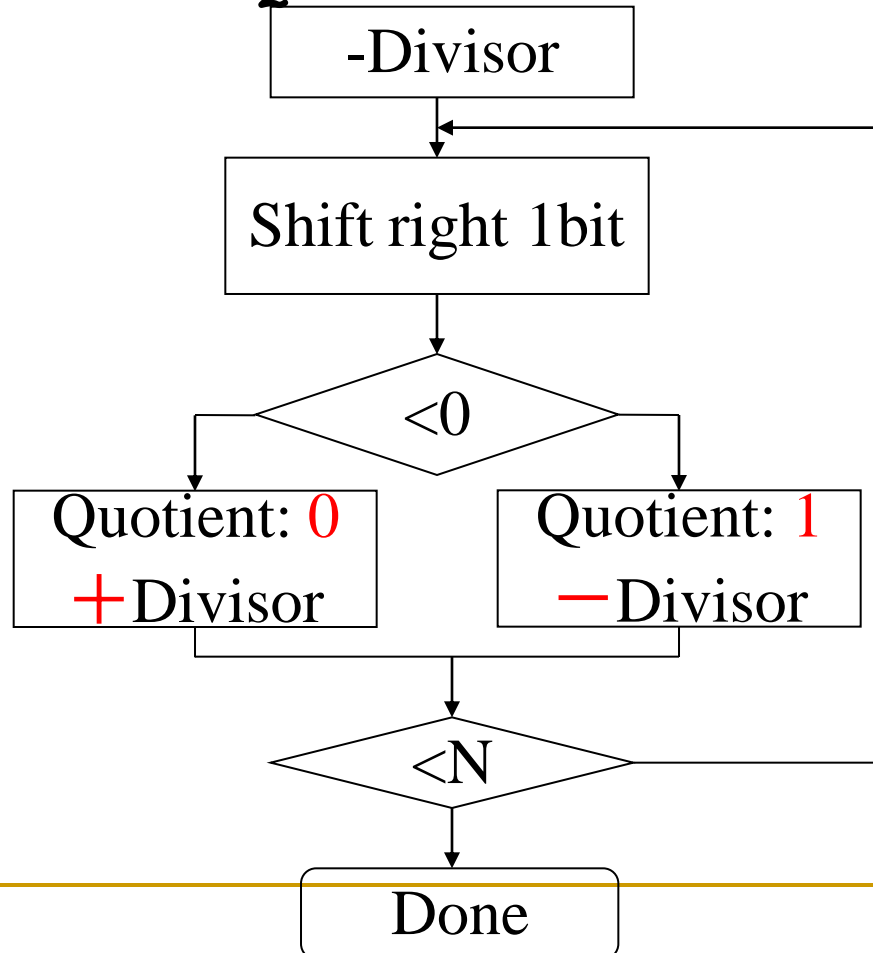 -Divisor
Shift right 1bit
<0
Quotient: 0
+Divisor
Quotient: 1
−Divisor
<N
Done